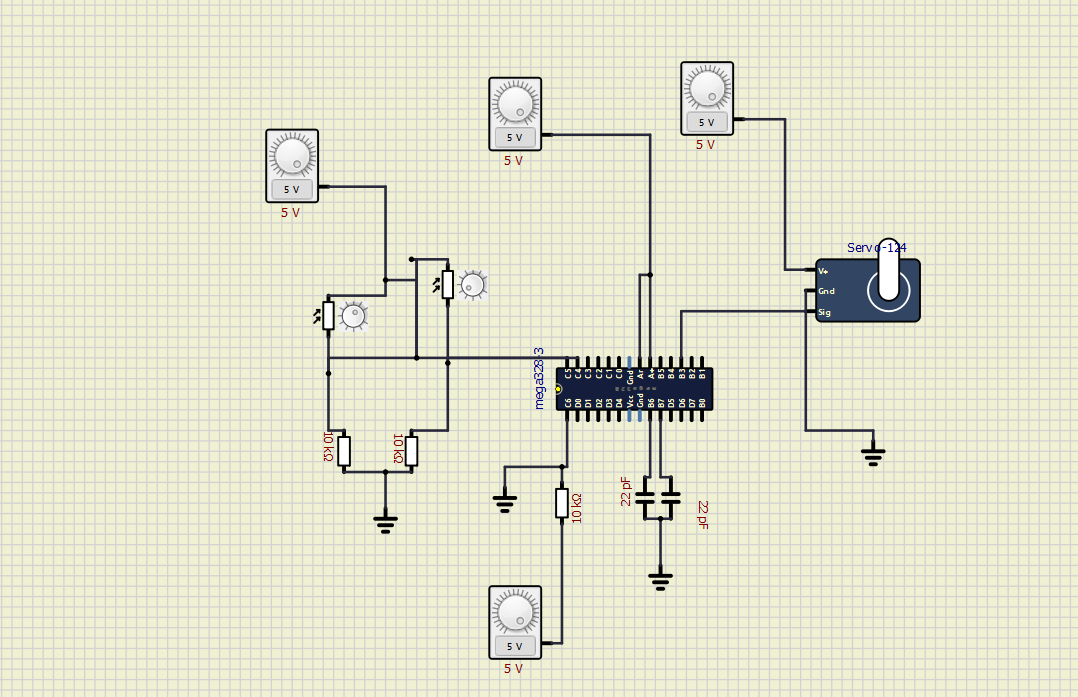 5 V
5 V
5 V
5 V
5 V
5 V
Servo-124
V+
Gnd
Sig
mega328-3
C5
C4
C3
C2
C1
C0
Gnd
Ar
A+
B5
B4
B3
B2
B1
C6
D0
D1
D2
D3
D4
Vcc
Gnd
B6
B7
D5
D6
D7
B0
10 kΩ
10 kΩ
10 kΩ
22 pF
22 pF
5 V
5 V